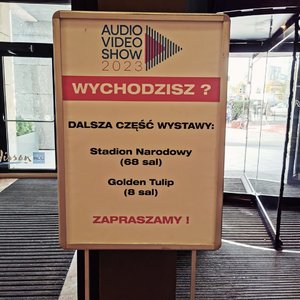 AUDIO
VIDEO
SHOW
2023
WYCHODZISZ ?
DALSZA CZĘŚĆ WYSTAWY:
Stadion Narodowy
(68 sal)
Golden Tulip
(8 sal)
ZAPRASZAMY !